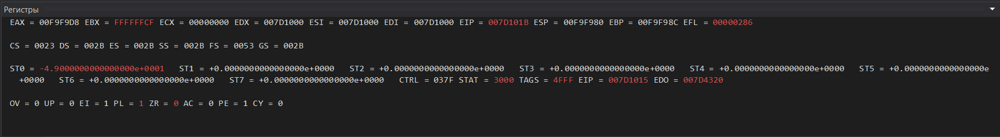 Регистры
EAX = 00F9F9D8 EBX = FFFFFFCF ECX = 00000000 EDX = 007D1000 ESI = 007D1000 EDI = 007D1000 EIP = 007D101B ESP = 00F9F980 EBP = 00F9F98C EFL = 00000286
CS = 0023 DS = 002B ES = 002B SS = 002B FS = 0053 GS = 002B
ST0 = -4.9000000000000000e+0001 ST1 = +0.0000000000000000e+0000 ST2 = +0.0000000000000000e+0000 ST3 = +0.0000000000000000e+0000 ST4 = +0.0000000000000000e+0000 ST5 = +0.0000000000000000e
+0000 ST6 = +0.0000000000000000e+0000 ST7 = +0.0000000000000000e+0000 CTRL = 037F STAT = 3000 TAGS = 4FFF EIP = 007D1015 EDO = 007D4320
OV = 0 UP = 0 EI = 1 PL = 1 ZR = 0 AC = 0 PE = 1 CY = 0